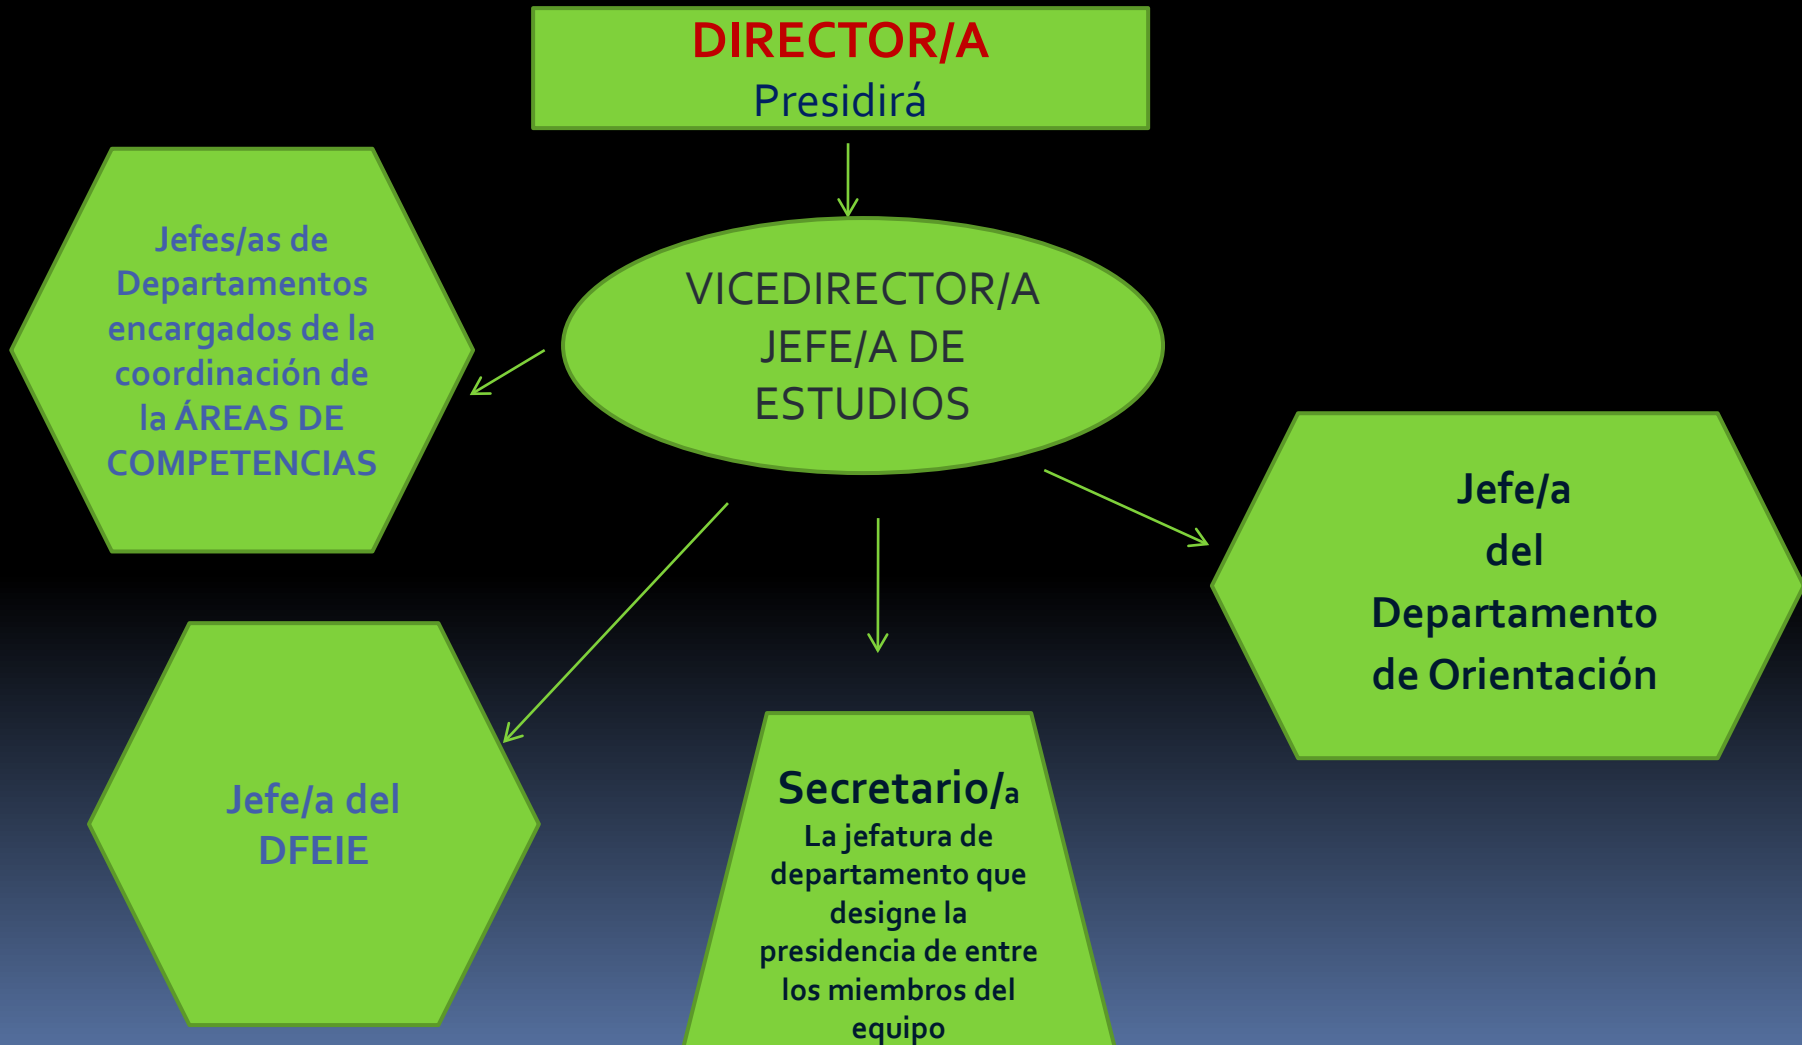 DIRECTOR/A
Presidirá
Jefes/as de
Departamentos
encargados de la
coordinación de
la ÁREAS DE
COMPETENCIAS
VICEDIRECTOR/A
JEFE/A DE
ESTUDIOS
Jefe/a
del
Departamento
de Orientación
Jefe/a del
DFEIE
Secretario/a
La jefatura de
departamento que
designe la
presidencia de entre
los miembros del
equipo